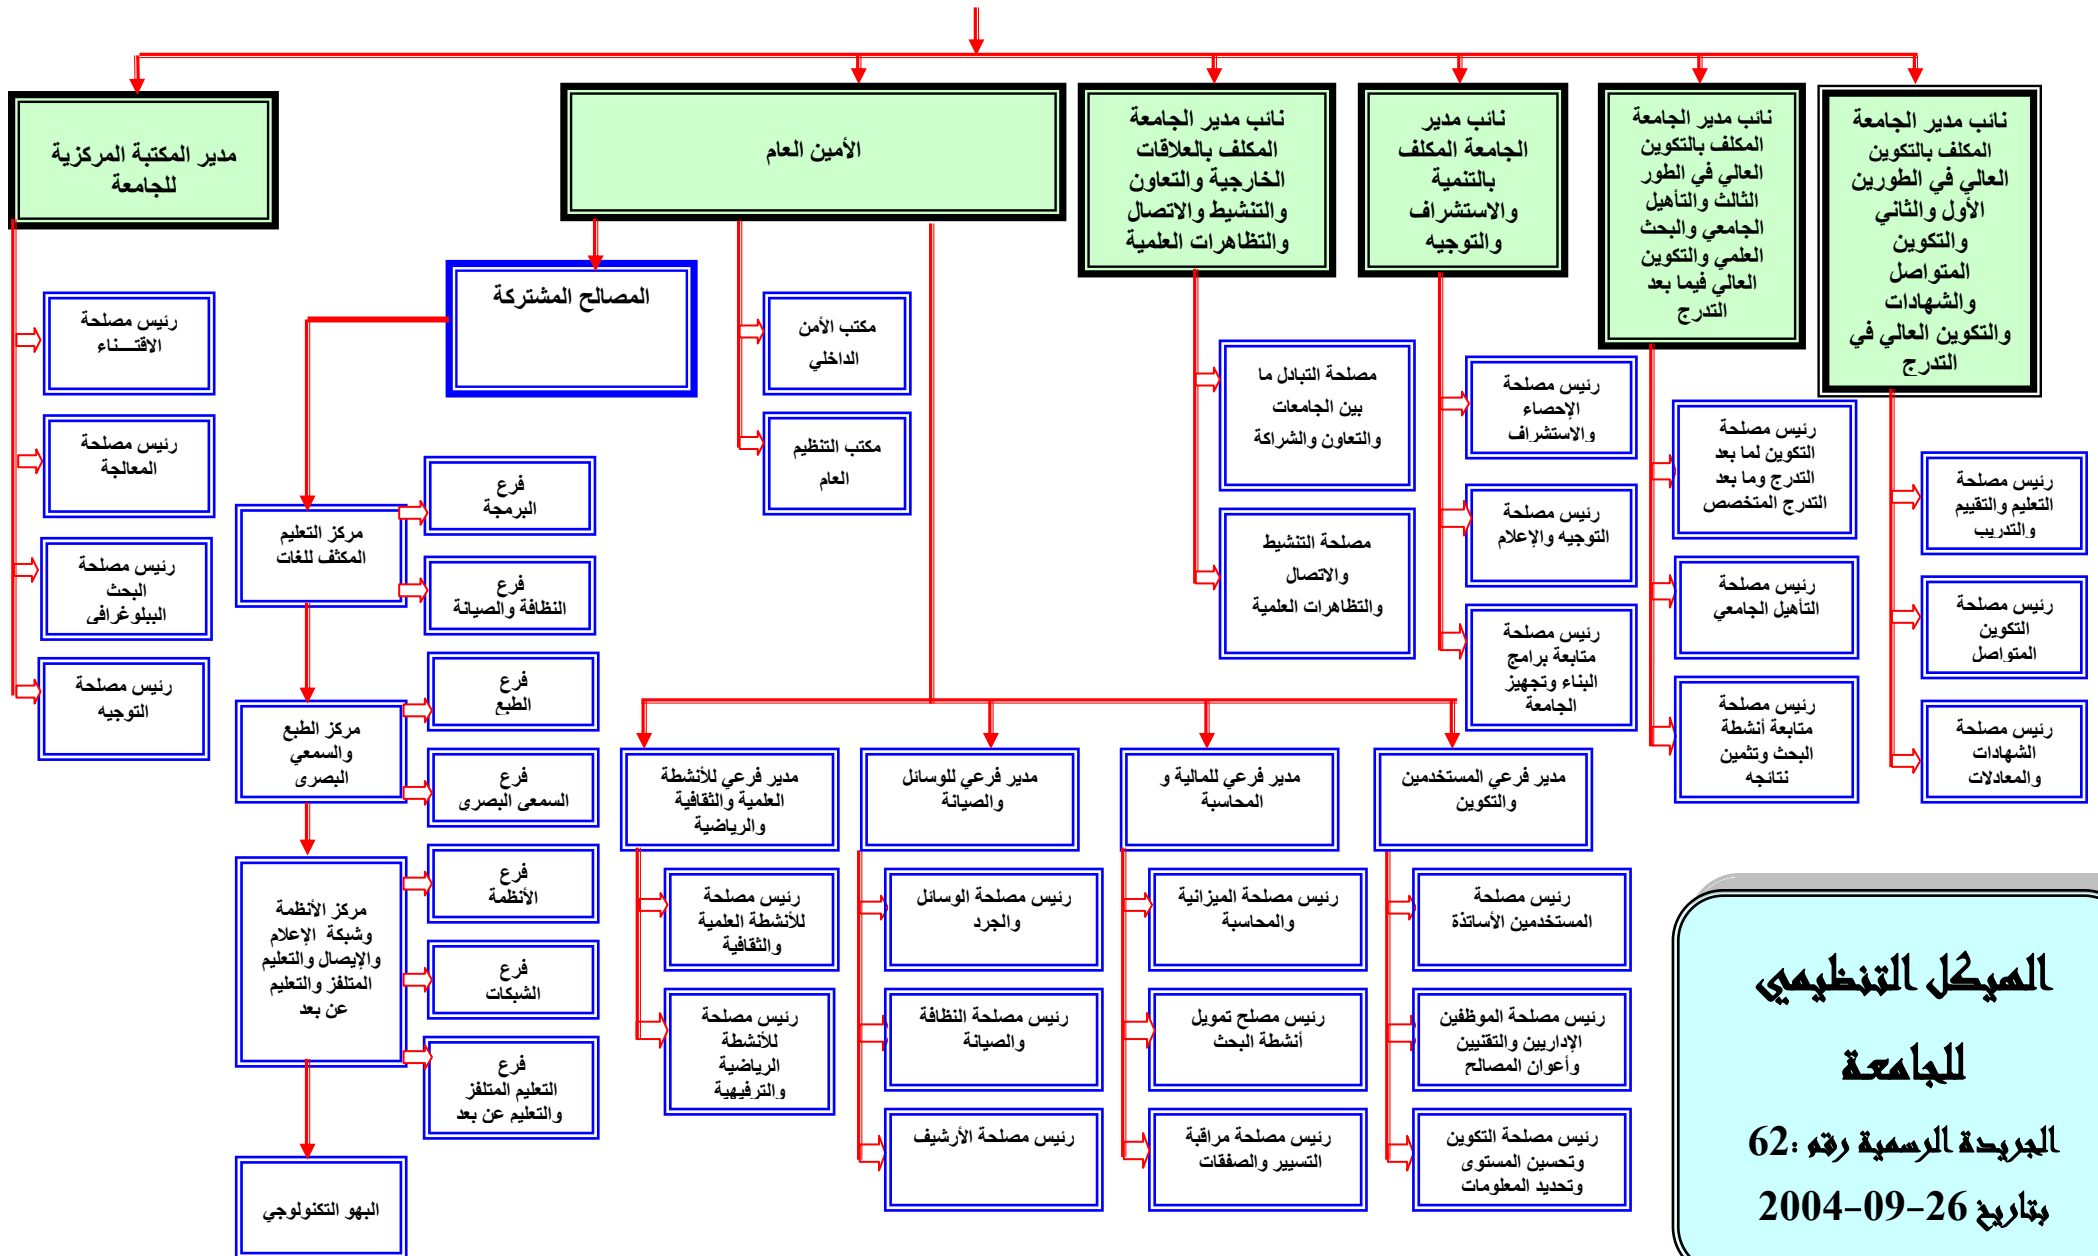 نائب مدير الجامعة
المكلف بالتكوين
العالي في الطورين
الأول والثاني
والتكوين
المتواصل
والشهادات
والتكوين العالي في
التدرج
نائب مدير الجامعة
المكلف بالتكوين
العالي في الطور
الثالث والتأهيل
الجامعي والبحث
العلمي والتكوين
العالي فيما بعد
التدرج
نائب مدير
الجامعة المكلف
بالتنمية
والاستشراف
والتوجيه
نائب مدير الجامعة
المكلف بالعلاقات
الخارجية والتعاون
والتنشيط والاتصال
والتظاهرات العلمية
الأمين العام
مدير المكتبة المركزية
للجامعة
رئيس مصلحة
التعليم والتقييم
والتدريب
رئيس مصلحة
التكوين
المتواصل
رئيس مصلحة
الشهادات
والمعادلات
رئيس مصلحة
التكوين لما بعد
التدرج وما بعد
التدرج المتخصص
رئيس مصلحة
التأهيل الجامعي
رئيس مصلحة
متابعة أنشطة
البحث وتثمين
نتائجه
رئيس مصلحة
الإحصاء
والاستشراف
رئيس مصلحة
التوجيه والإعلام
رئيس مصلحة
متابعة برامج
البناء وتجهيز
الجامعة
مصلحة التبادل ما
بين الجامعات
والتعاون والشراكة
مصلحة التنشيط
والاتصال
والتظاهرات العلمية
مكتب الأمن
الداخلي
مكتب التنظيم
العام
المصالح المشتركة
فرع
البرمجة
فرع
النظافة والصيانة
مركز التعليم
المكثف للغات
فرع
الطبع
فرع
السمعي البصري
مركز الطبع
والسمعي
البصري
فرع
الأنظمة
فرع
الشبكات
فرع
التعليم المتلفز
والتعليم عن بعد
مركز الأنظمة
وشبكة الإعلام
والإيصال والتعليم
المتلفز والتعليم
عن بعد
البهو التكنولوجي
رئيس مصلحة
الاقتـــناء
رئيس مصلحة
المعالجة
رئيس مصلحة
البحث
الببلوغرافي
رئيس مصلحة
التوجيه
مدير فرعي المستخدمين
والتكوين
مدير فرعي للمالية و
المحاسبة
مدير فرعي للوسائل
والصيانة
مدير فرعي للأنشطة
العلمية والثقافية
والرياضية
رئيس مصلحة
المستخدمين الأساتذة
رئيس مصلحة الموظفين
الإداريين والتقنيين
وأعوان المصالح
رئيس مصلحة التكوين
وتحسين المستوى
وتحديد المعلومات
رئيس مصلحة الميزانية
والمحاسبة
رئيس مصلح تمويل
أنشطة البحث
رئيس مصلحة مراقبة
التسيير والصفقات
رئيس مصلحة الوسائل
والجرد
رئيس مصلحة النظافة
والصيانة
رئيس مصلحة الأرشيف
رئيس مصلحة
للأنشطة العلمية
والثقافية
رئيس مصلحة
للأنشطة
الرياضية
والترفيهية
الهيكل التنظيمي
للجامعة
الجريدة الرسمية رقم :62
بتاريخ 26-09-2004